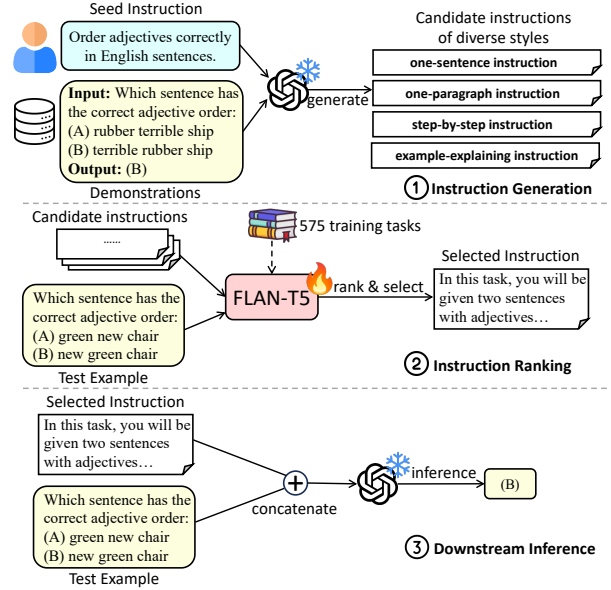 Seed Instruction
Order adjectives correctly
in English sentences.
Input: Which sentence has
the correct adjective order:
(A) rubber terrible ship
(B) terrible rubber ship
Output: (B)
Demonstrations
generate
Candidate instructions
of diverse styles
one-sentence instruction
one-paragraph instruction
step-by-step instruction
example-explaining instruction
1 Instruction Generation
Candidate instructions
......
Which sentence has the
correct adjective order:
(A) green new chair
(B) new green chair
Test Example
575 training tasks
FLAN-T5
rank & select
Selected Instruction
In this task, you will be
given two sentences
with adjectives...
2 Instruction Ranking
Selected Instruction
In this task, you will be
given two sentences
with adjectives...
Which sentence has the
correct adjective order:
(A) green new chair
(B) new green chair
Test Example
concatenate
inference
(B)
3 Downstream Inference